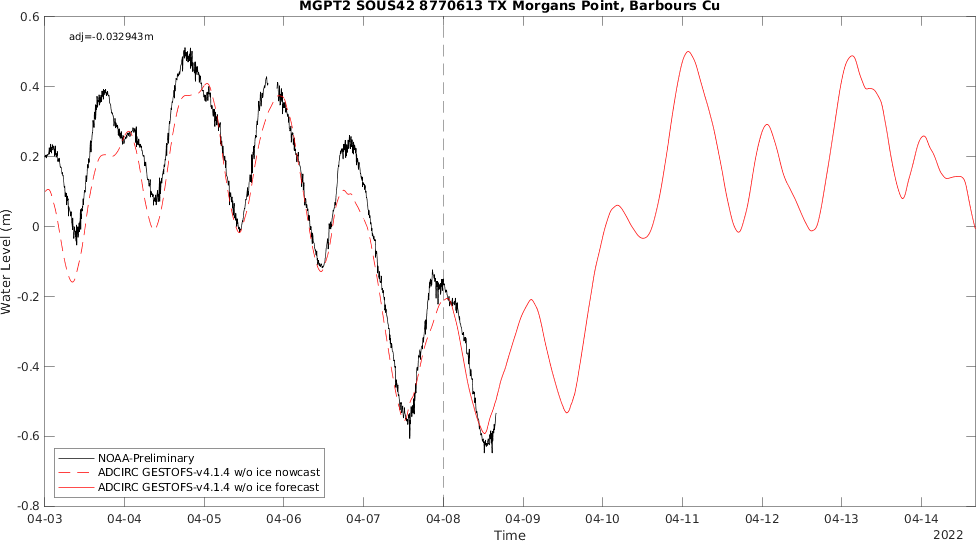 MGPT2 SOUS42 8770613 TX Morgans Point, Barbours Cu
adj=-0.032943m
0.6
0.4
0.2
0
-0.2
-0.4
-0.6
-0.8
Water Level (m)
NOAA-Preliminary
ADCIRC GESTOFS-v4.1.4 w/o ice nowcast
ADCIRC GESTOFS-v4.1.4 w/o ice forecast
04-03 04-04 04-05 04-06 04-07 04-08 04-09 04-10 04-11 04-12 04-13 04-14
Time
2022